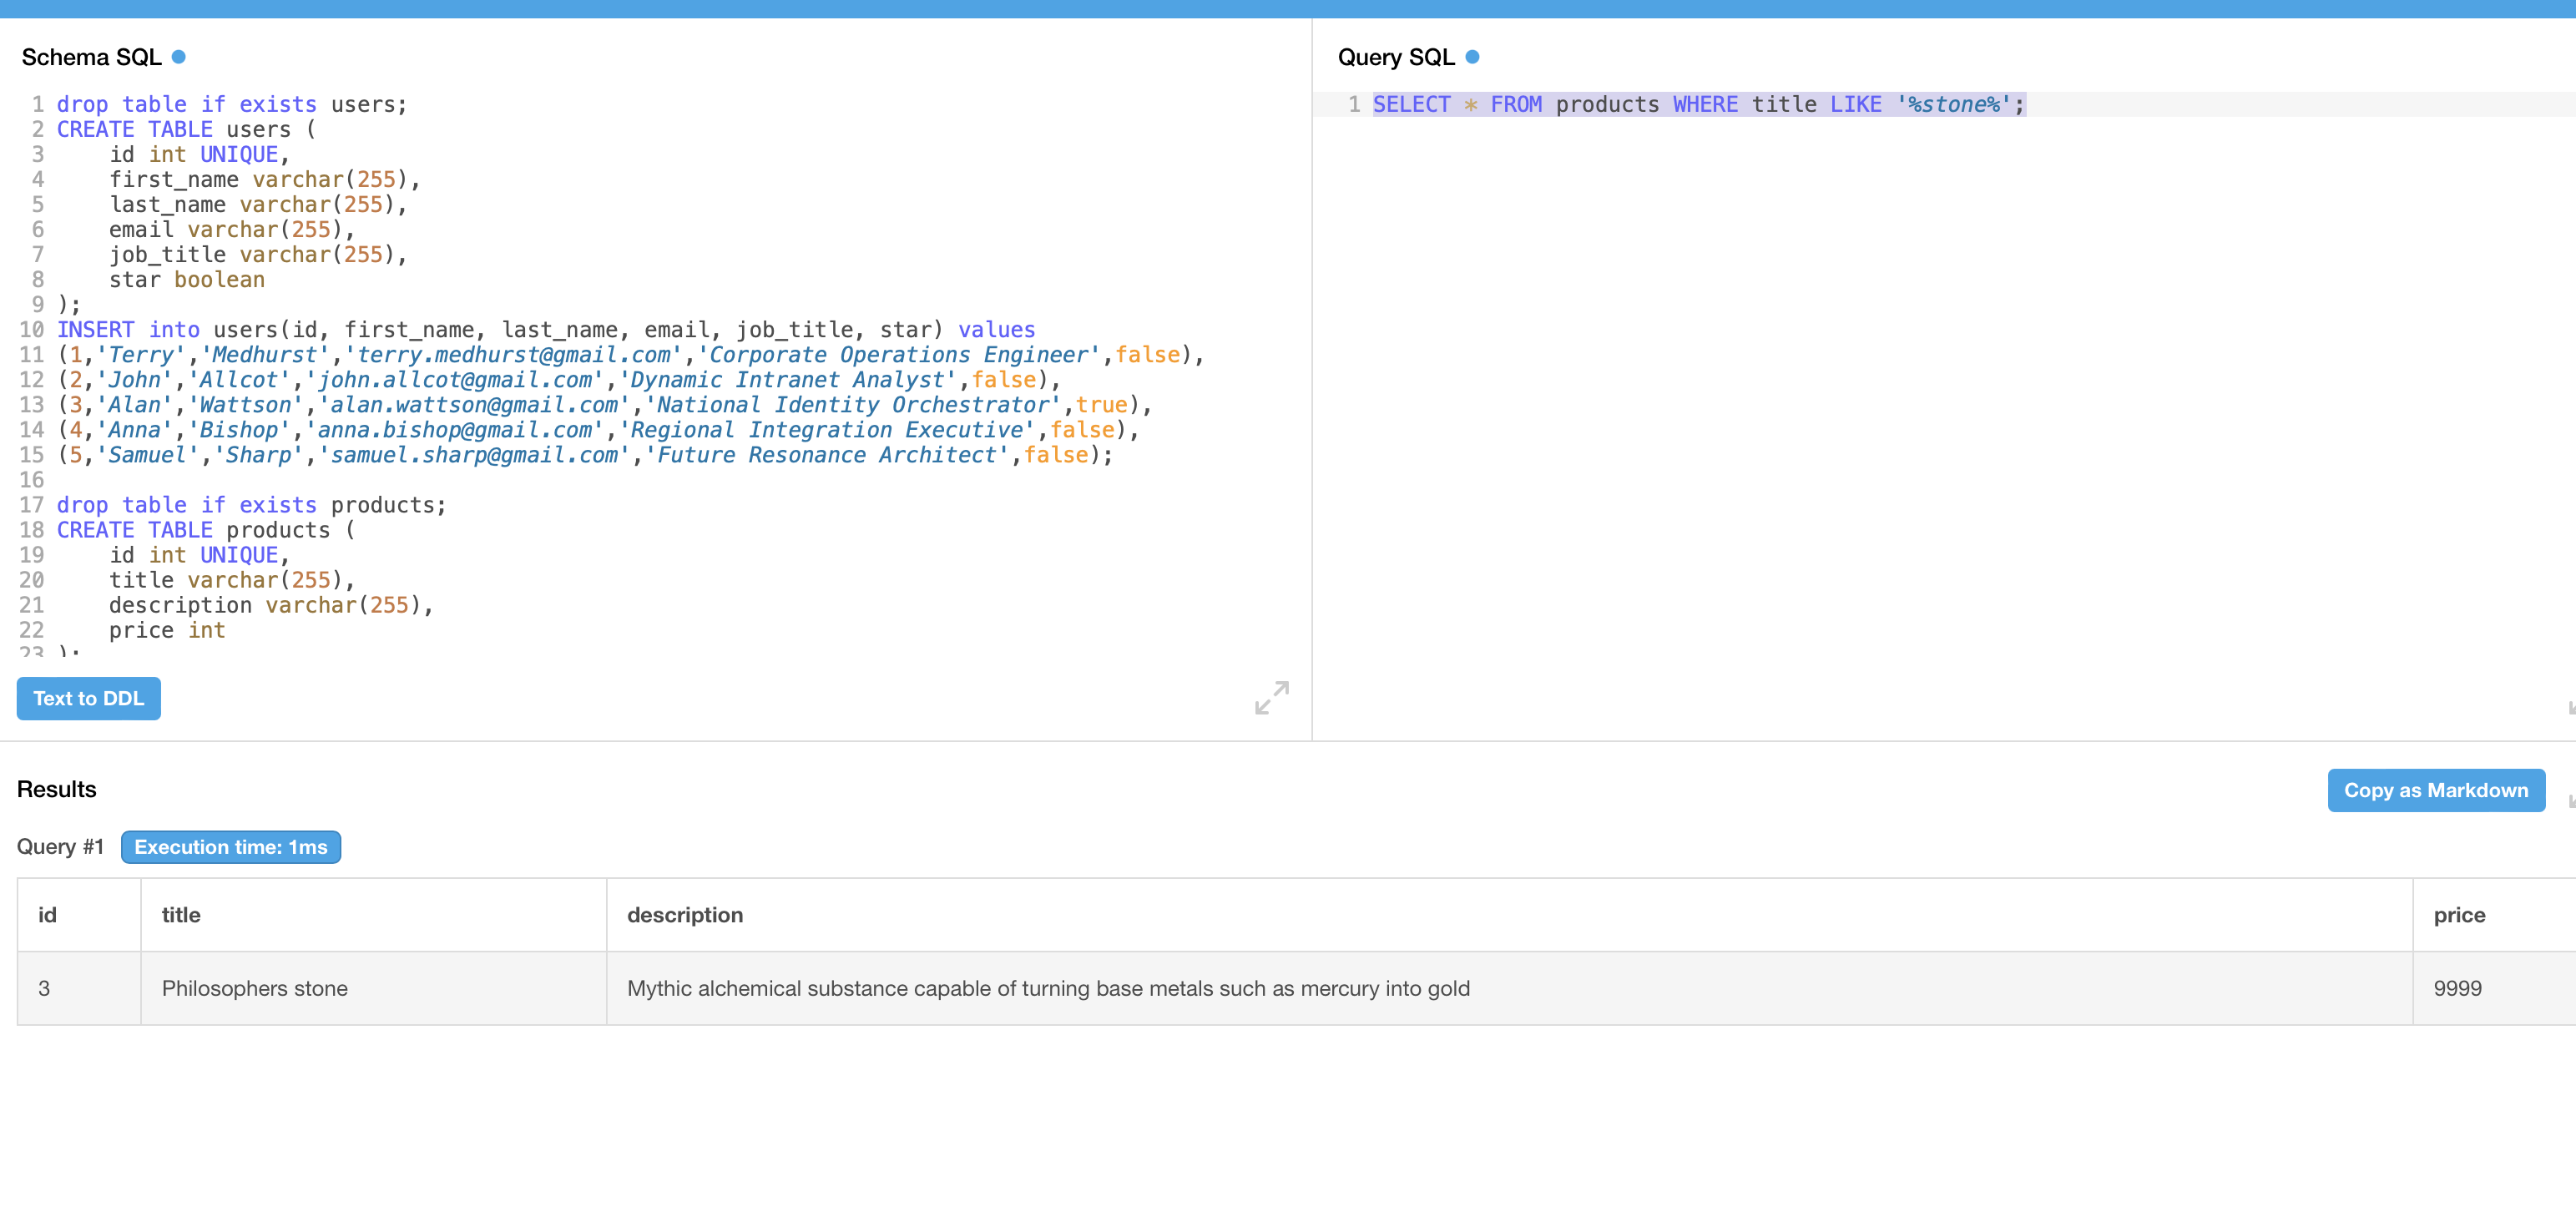 Schema SQL
1 drop table if exists users;
2 CREATE TABLE users (
3     id int UNIQUE,
4     first_name varchar(255),
5     last_name varchar(255),
6     email varchar(255),
7     job_title varchar(255),
8     star boolean
9 );
10 INSERT into users(id, first_name, last_name, email, job_title, star) values
11 (1,'Terry','Medhurst','terry.medhurst@gmail.com','Corporate Operations Engineer',false),
12 (2,'John','Allcot','john.allcot@gmail.com','Dynamic Intranet Analyst',false),
13 (3,'Alan','Wattson','alan.wattson@gmail.com','National Identity Orchestrator',true),
14 (4,'Anna','Bishop','anna.bishop@gmail.com','Regional Integration Executive',false),
15 (5,'Samuel','Sharp','samuel.sharp@gmail.com','Future Resonance Architect',false);
16
17 drop table if exists products;
18 CREATE TABLE products (
19     id int UNIQUE,
20     title varchar(255),
21     description varchar(255),
22     price int
23 );
Text to DDL
Query SQL
1 SELECT * FROM products WHERE title LIKE '%stone%';
Results
Copy as Markdown
Query #1 Execution time: 1ms
id title description price
3 Philosophers stone Mythic alchemical substance capable of turning base metals such as mercury into gold 9999